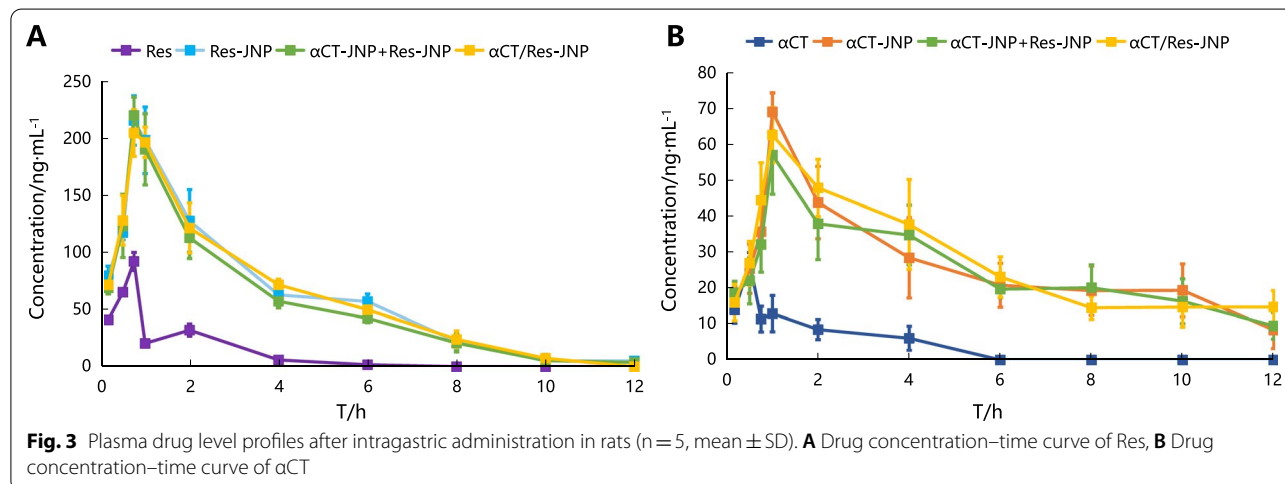 A
Res Res-JNP αCT-JNP+Res-JNP αCT/Res-JNP
Concentration/ng·mL⁻¹
250
200
150
100
50
0
0 2 4 6 8 10 12
T/h
B
αCT αCT-JNP αCT-JNP+Res-JNP αCT/Res-JNP
Concentration/ng·mL⁻¹
80
70
60
50
40
30
20
10
0
0 2 4 6 8 10 12
T/h
Fig. 3 Plasma drug level profiles after intragastric administration in rats (n = 5, mean ± SD). A Drug concentration–time curve of Res, B Drug
concentration–time curve of αCT